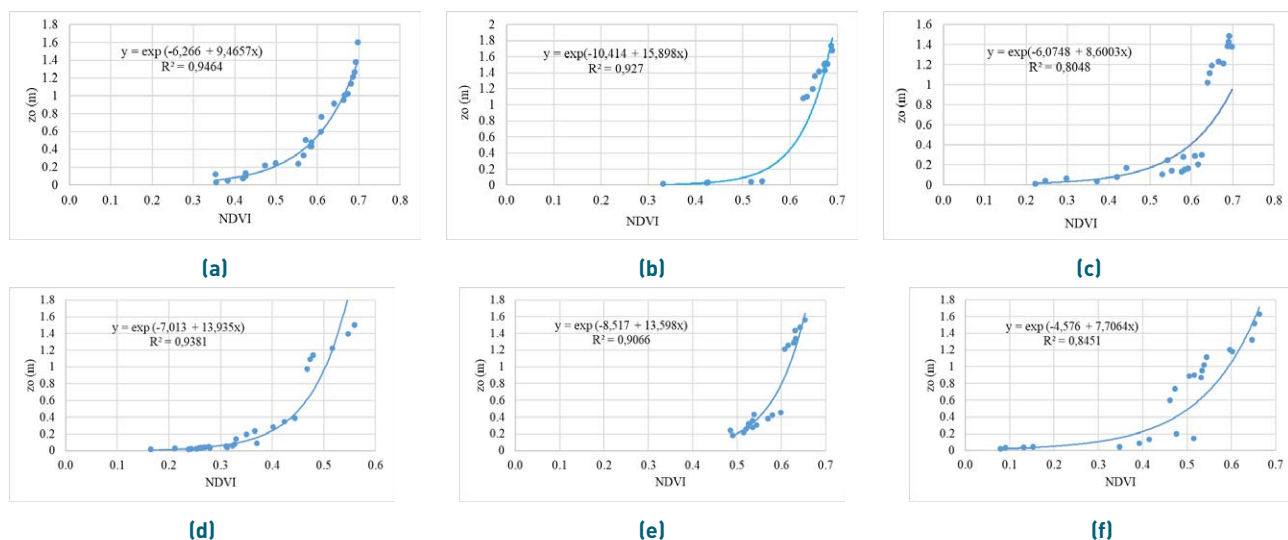 1.8
1.6
1.4
1.2
1
0.8
0.6
0.4
0.2
0
zo (m)
y = exp (-6,266 + 9,4657x)
R² = 0,9464
0.0 0.1 0.2 0.3 0.4 0.5 0.6 0.7 0.8
NDVI
(a)
2
1.8
1.6
1.4
1.2
1
0.8
0.6
0.4
0.2
0
zo (m)
y = exp(-10,414 + 15,898x)
R² = 0,927
0.0 0.1 0.2 0.3 0.4 0.5 0.6 0.7
NDVI
(b)
1.6
1.4
1.2
1.0
0.8
0.6
0.4
0.2
0.0
zo (m)
y = exp(-6,0748 + 8,6003x)
R² = 0,8048
0.0 0.1 0.2 0.3 0.4 0.5 0.6 0.7 0.8
NDVI
(c)
1.8
1.6
1.4
1.2
1
0.8
0.6
0.4
0.2
0
zo (m)
y = exp (-7,013 + 13,935x)
R² = 0,9381
0.0 0.1 0.2 0.3 0.4 0.5 0.6
NDVI
(d)
1.8
1.6
1.4
1.2
1
0.8
0.6
0.4
0.2
0
zo (m)
y = exp (-8,517 + 13,598x)
R² = 0,9066
0.0 0.1 0.2 0.3 0.4 0.5 0.6 0.7
NDVI
(e)
1.8
1.6
1.4
1.2
1
0.8
0.6
0.4
0.2
0
zo (m)
y = exp (-4,576 + 7,7064x)
R² = 0,8451
0.0 0.1 0.2 0.3 0.4 0.5 0.6 0.7
NDVI
(f)